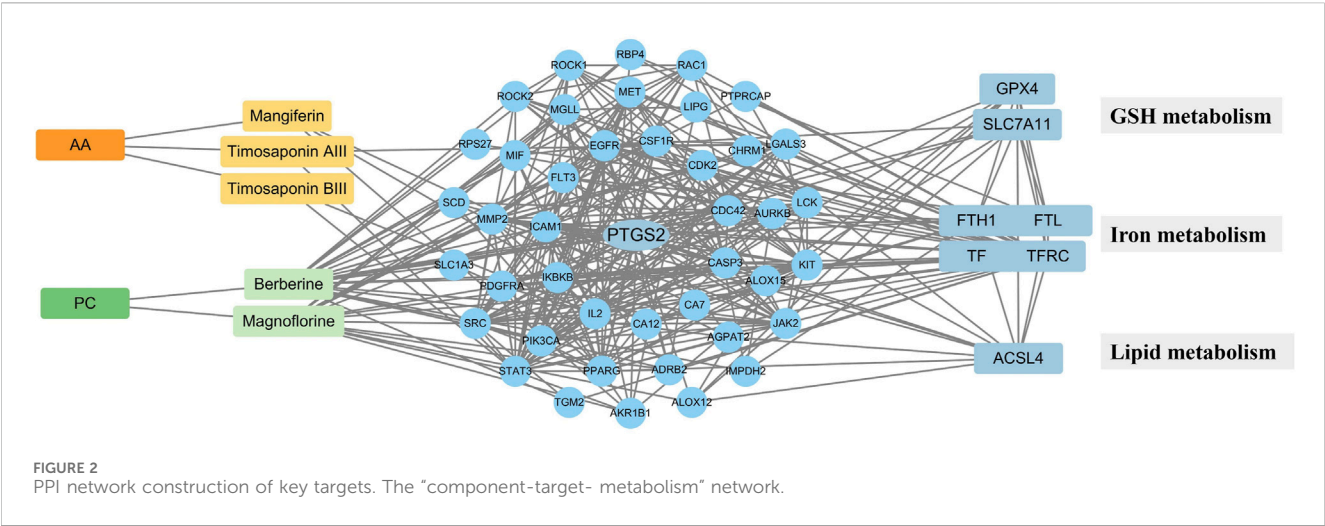 AA
PC
Mangiferin
Timosaponin AIII
Timosaponin BIII
Berberine
Magnoflorine
RBP4
ROCK1
RAC1
ROCK2
MGLL
MET
LIPG
PTPRCAP
RPS27
MIF
EGFR
CSF1R
CDK2
CHRM1
LGALS3
FLT3
SCD
MMP2
ICAM1
PTGS2
CDC42
AURKB
LCK
SLC1A3
PDGFRA
IKBKB
CASP3
ALOX15
KIT
SRC
PIK3CA
IL2
CA12
CA7
AGPAT2
JAK2
STAT3
PPARG
ADRB2
IMPDH2
TGM2
AKR1B1
ALOX12
GPX4
SLC7A11
FTH1 FTL
TF TFRC
ACSL4
GSH metabolism
Iron metabolism
Lipid metabolism
FIGURE 2
PPI network construction of key targets. The “component-target- metabolism” network.